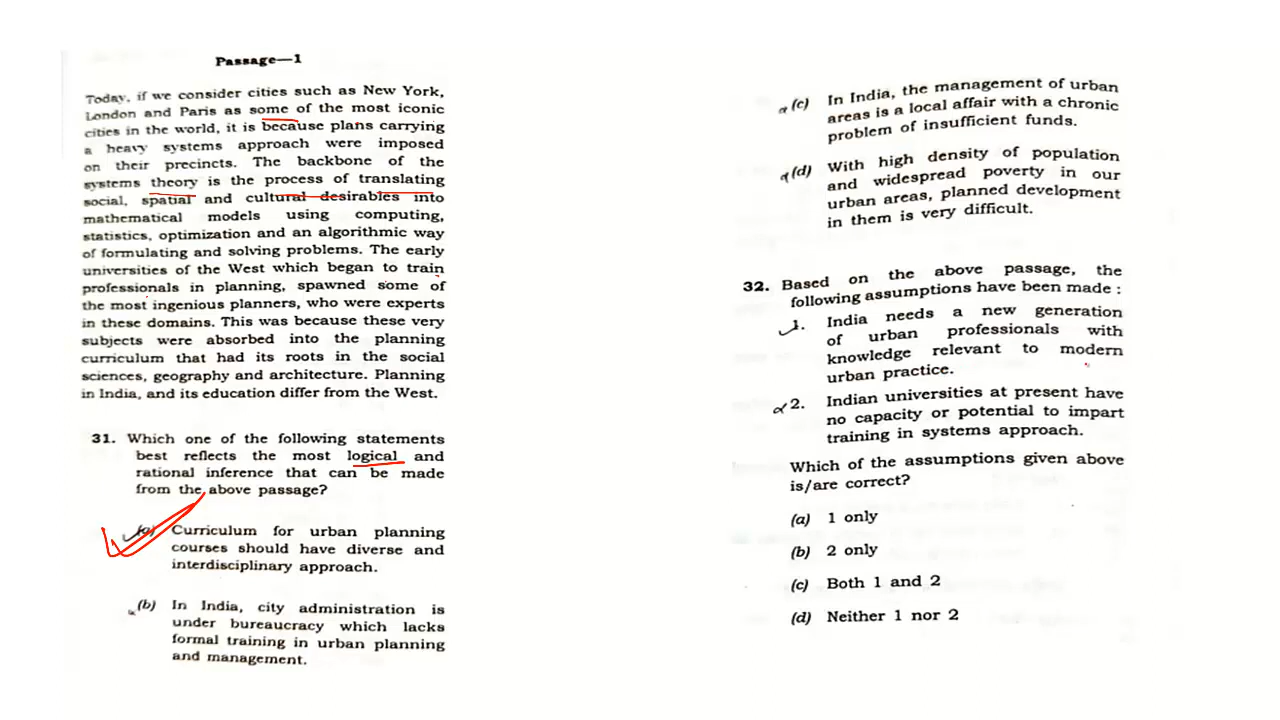 Passage—1
Today, if we consider cities such as New York,
London and Paris as some of the most iconic
cities in the world, it is because plans carrying
a heavy systems approach were imposed
on their precincts. The backbone of the
systems theory is the process of translating
social, spatial and cultural desirables into
mathematical models using computing,
statistics, optimization and an algorithmic way
of formulating and solving problems. The early
universities of the West which began to train
professionals in planning, spawned some of
the most ingenious planners, who were experts
in these domains. This was because these very
subjects were absorbed into the planning
curriculum that had its roots in the social
sciences, geography and architecture. Planning
in India, and its education differ from the West.
31. Which one of the following statements
best reflects the most logical and
rational inference that can be made
from the above passage?
(a) Curriculum for urban planning
courses should have diverse and
interdisciplinary approach.
(b) In India, city administration is
under bureaucracy which lacks
formal training in urban planning
and management.
(c) In India, the management of urban
areas is a local affair with a chronic
problem of insufficient funds.
(d) With high density of population
and widespread poverty in our
urban areas, planned development
in them is very difficult.
32. Based on the above passage, the
following assumptions have been made :
1. India needs a new generation
of urban professionals with
knowledge relevant to modern
urban practice.
2. Indian universities at present have
no capacity or potential to impart
training in systems approach.
Which of the assumptions given above
is/are correct?
(a) 1 only
(b) 2 only
(c) Both 1 and 2
(d) Neither 1 nor 2